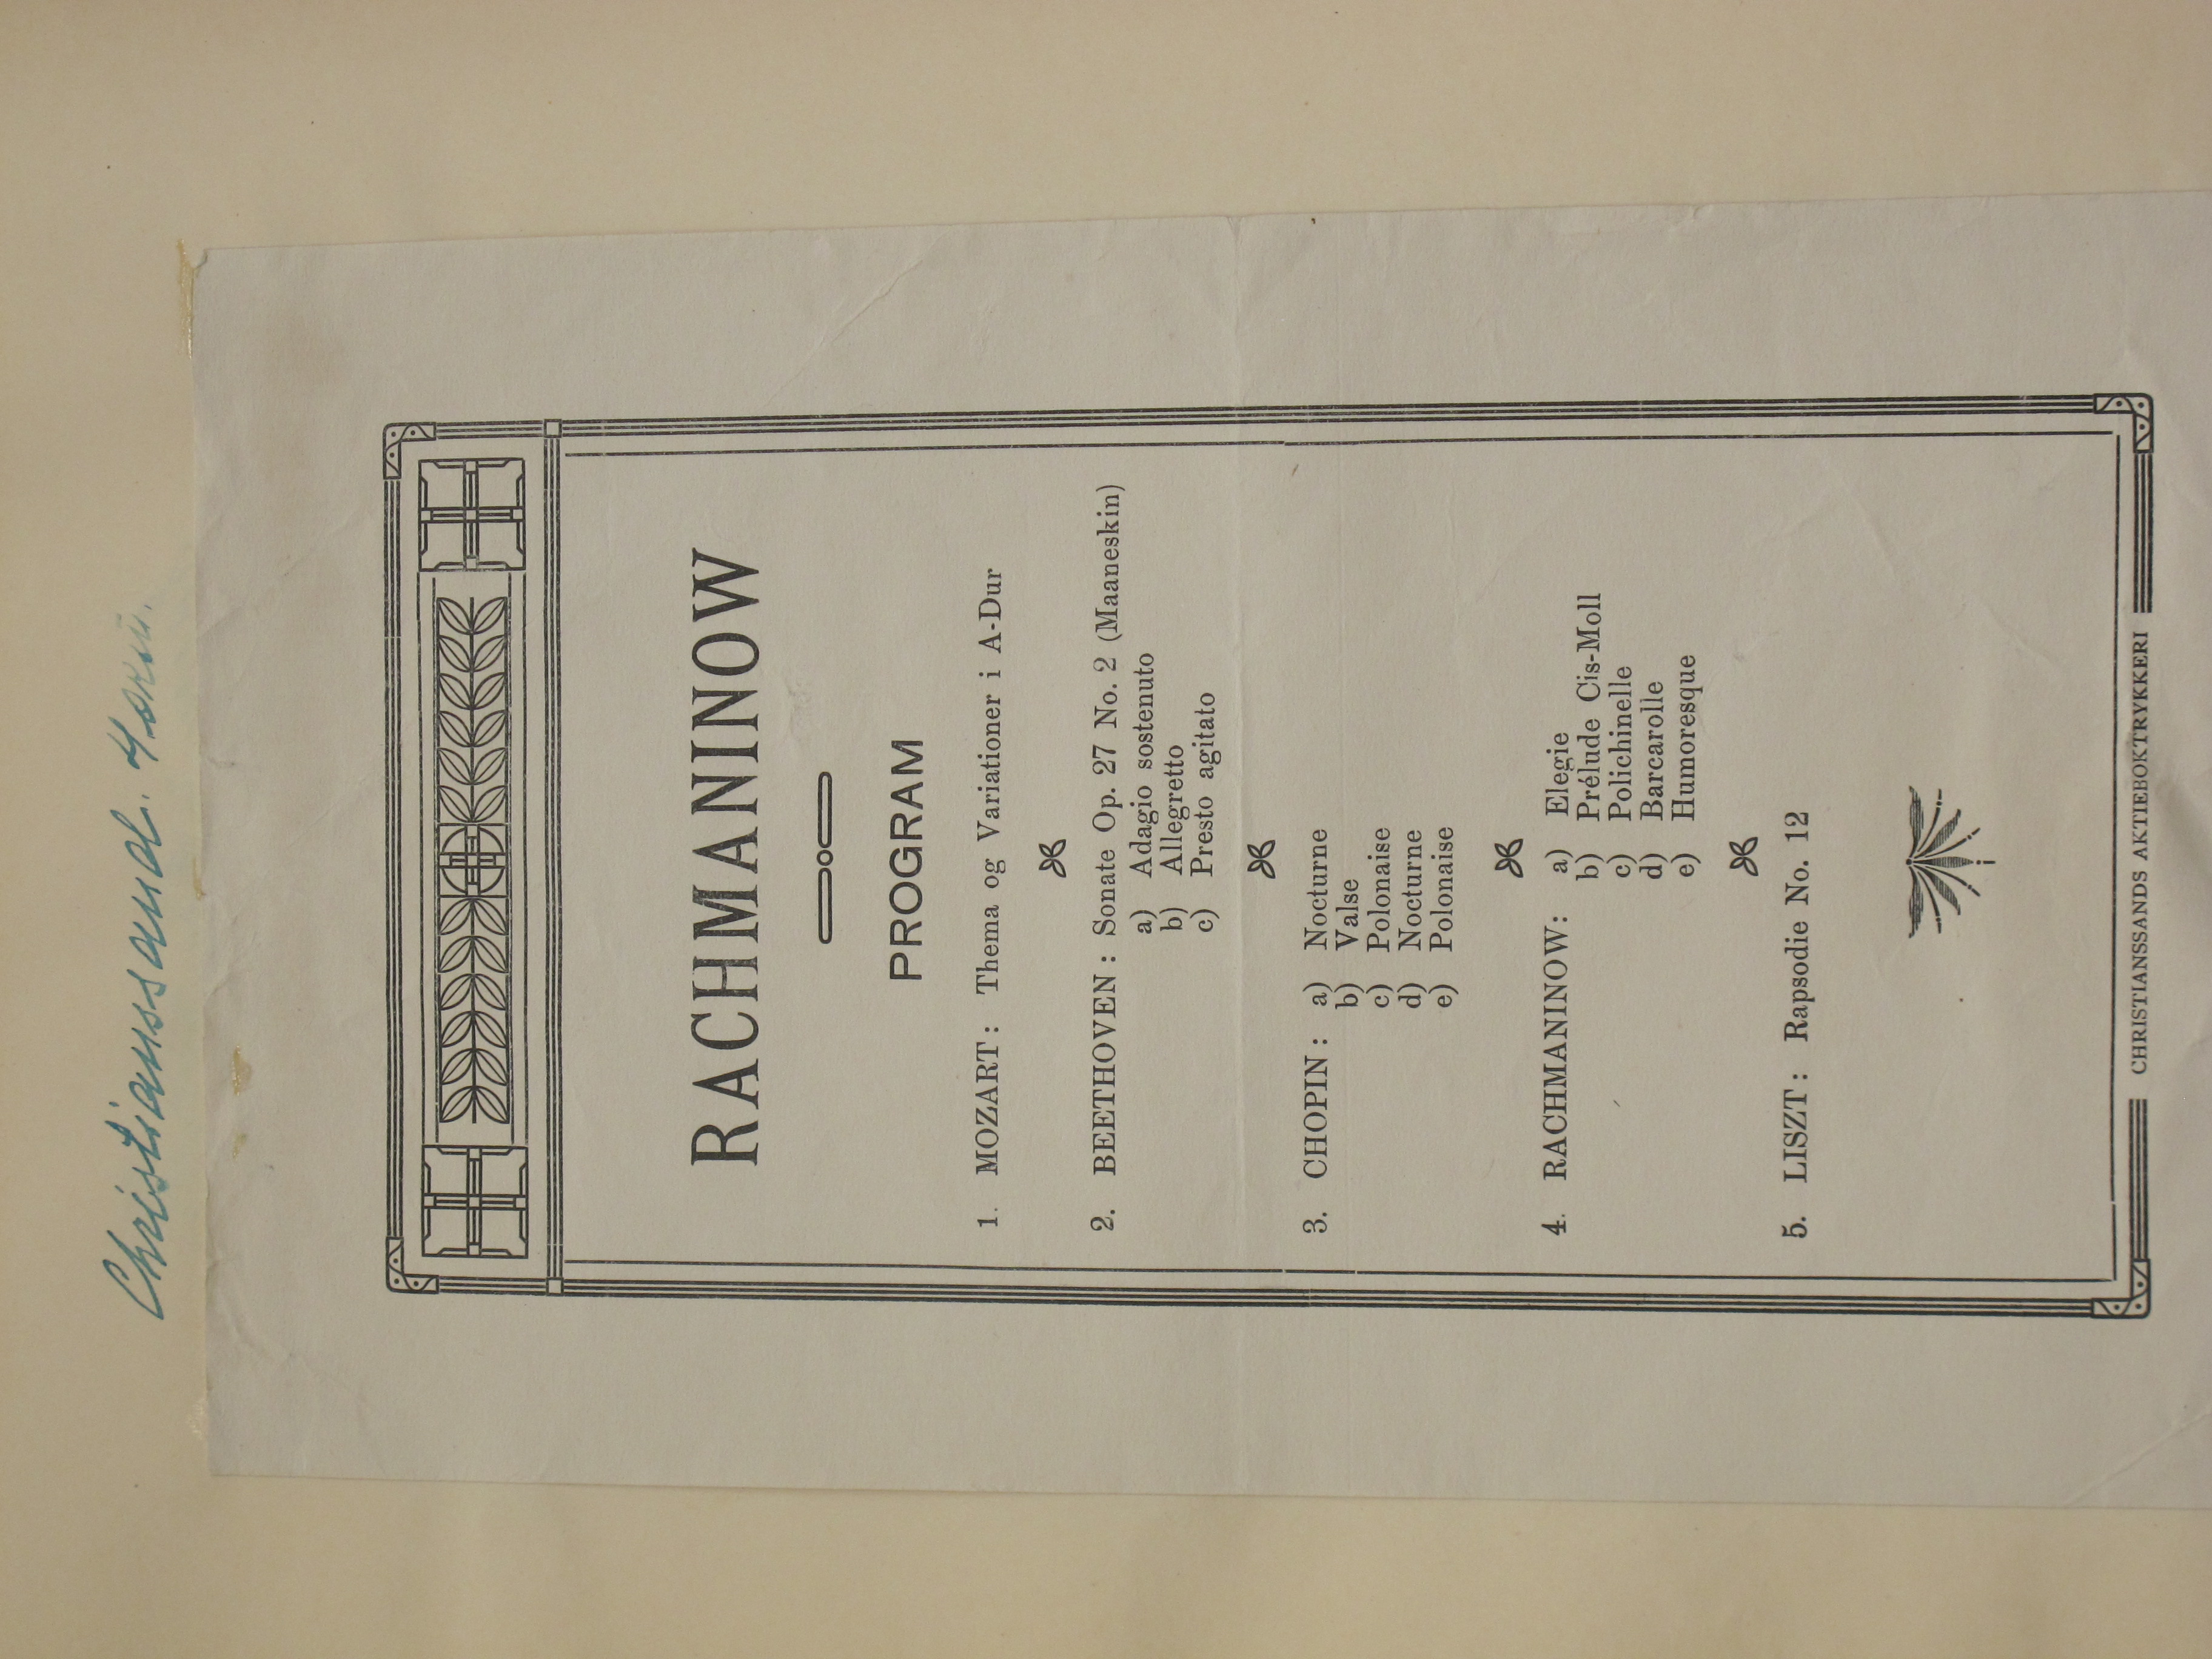 Christianssand.
RACHMANINOW
PROGRAM
1. MOZART: Thema og Variationer i A-Dur
2. BEETHOVEN: Sonate Op. 27 No. 2 (Maaneskin)
a) Adagio sostenuto
b) Allegretto
c) Presto agitato
3. CHOPIN: a) Nocturne
b) Valse
c) Polonaise
d) Nocturne
e) Polonaise
4. RACHMANINOW: a) Elegie
b) Prélude Cis-Moll
c) Polichinelle
d) Barcarolle
e) Humoresque
5. LISZT: Rapsodie No. 12
CHRISTIANSSANDS AKTIEBOKTRYKKERI